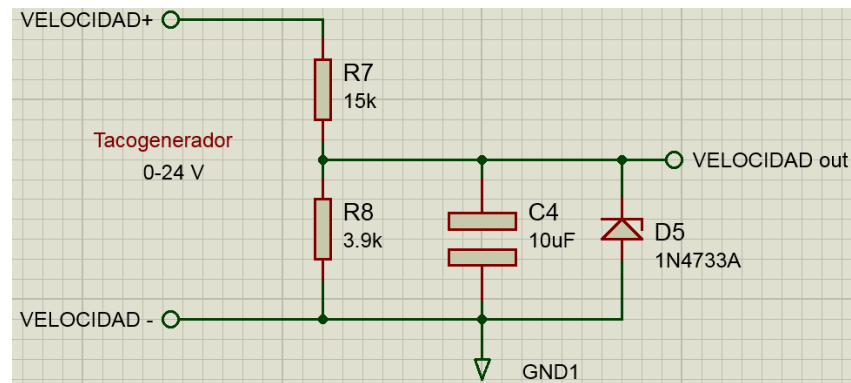 VELOCIDAD+
R7
15k
Tacogenerador
0-24 V
VELOCIDAD out
R8
3.9k
C4
10uF
D5
1N4733A
VELOCIDAD -
GND1